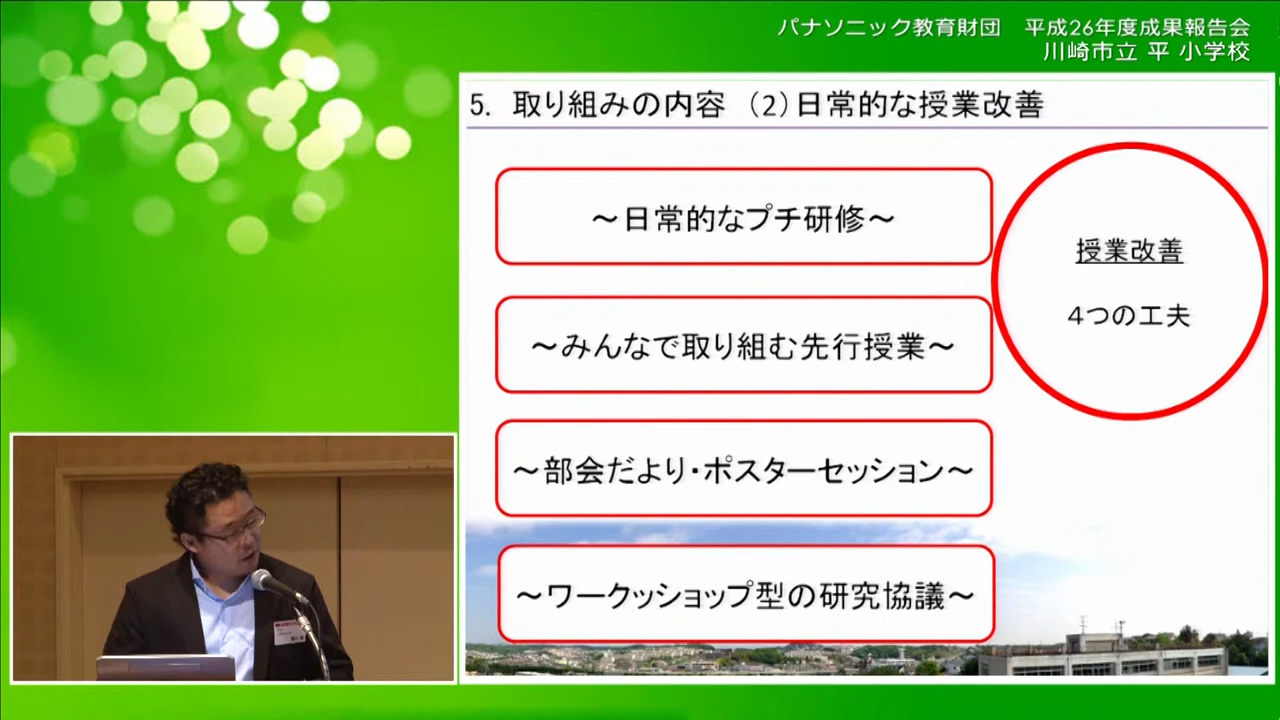 パナソニック教育財団　平成26年度成果報告会
川崎市立 平 小学校
5. 取り組みの内容 （2）日常的な授業改善
～日常的なプチ研修～
～みんなで取り組む先行授業～
～部会だより・ポスターセッション～
～ワークッショップ型の研究協議～
授業改善
4つの工夫